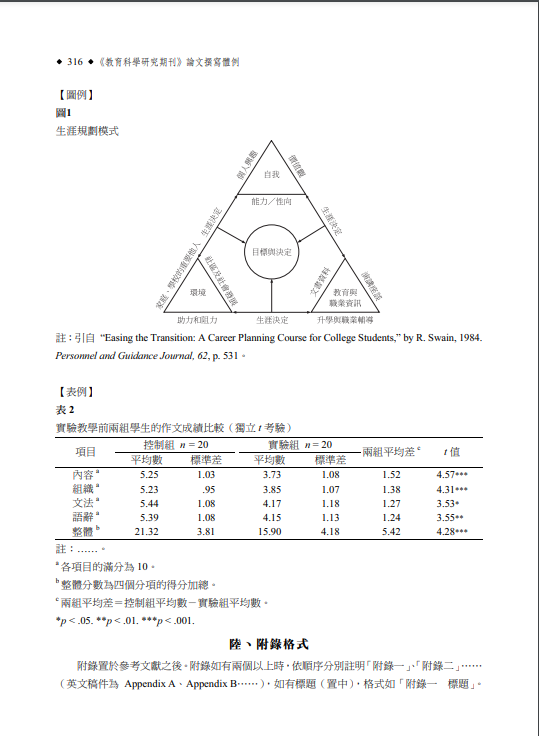 ◆ 316 ◆ 《教育科學研究期刊》論文撰寫體例
【圖例】
圖1
生涯規劃模式
個人興趣
價值觀
自我
能力／性向
生涯決定
生涯決定
目標與決定
家庭、學校的重要他人
社區及社會發展
環境
文書資料
教育與
職業資訊
演講座談
助力和阻力
生涯決定
升學與職業輔導
註：引自 “Easing the Transition: A Career Planning Course for College Students,” by R. Swain, 1984.
Personnel and Guidance Journal, 62, p. 531。
【表例】
表 2
實驗教學前兩組學生的作文成績比較（獨立 t 考驗）
項目 控制組 n = 20 實驗組 n = 20 兩組平均差 c t 值
平均數 標準差 平均數 標準差
內容 a 5.25 1.03 3.73 1.08 1.52 4.57***
組織 a 5.23 .95 3.85 1.07 1.38 4.31***
文法 a 5.44 1.08 4.17 1.18 1.27 3.53*
語辭 a 5.39 1.08 4.15 1.13 1.24 3.55**
整體 b 21.32 3.81 15.90 4.18 5.42 4.28***
註：……。
a 各項目的滿分為 10。
b 整體分數為四個分項的得分加總。
c 兩組平均差＝控制組平均數－實驗組平均數。
*p < .05. **p < .01. ***p < .001.
陸、附錄格式
附錄置於參考文獻之後。附錄如有兩個以上時，依順序分別註明「附錄一」、「附錄二」……
（英文稿件為 Appendix A、Appendix B……），如有標題（置中），格式如「附錄一　標題」。